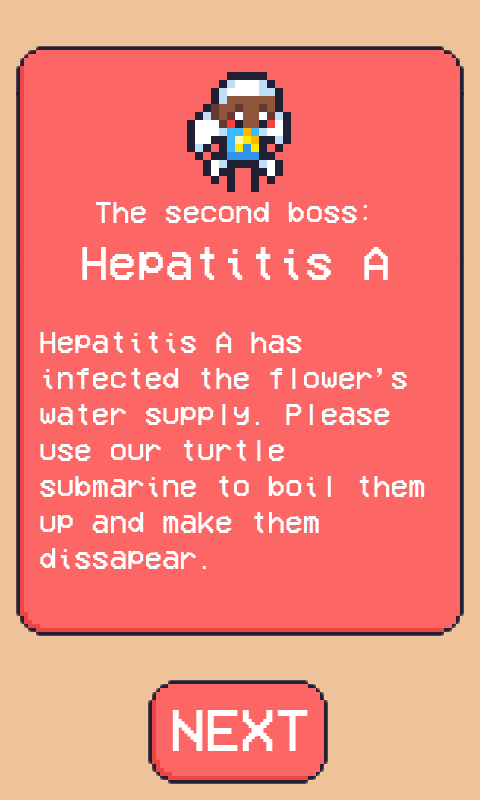 The second boss:
Hepatitis A
Hepatitis A has
infected the flower's
water supply. Please
use our turtle
submarine to boil them
up and make them
dissapear.
NEXT